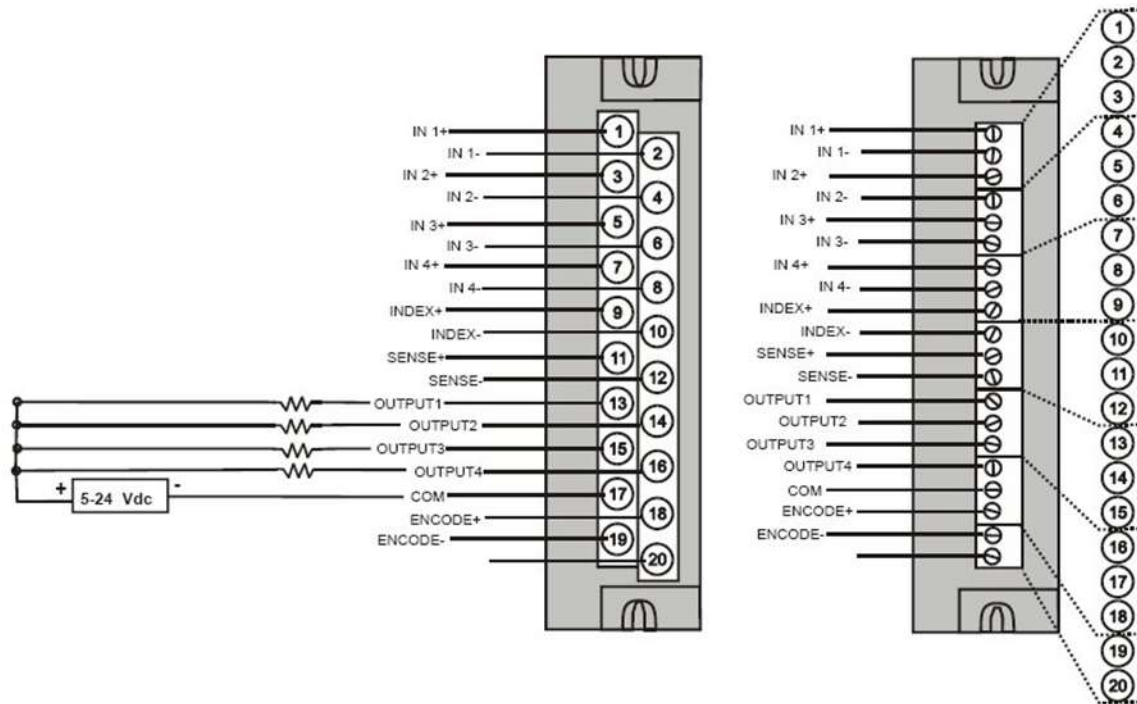 IN 1+
IN 1-
IN 2+
IN 2-
IN 3+
IN 3-
IN 4+
IN 4-
INDEX+
INDEX-
SENSE+
SENSE-
OUTPUT1
OUTPUT2
OUTPUT3
OUTPUT4
+ 5-24 Vdc -
COM
ENCODE+
ENCODE-
1
2
3
4
5
6
7
8
9
10
11
12
13
14
15
16
17
18
19
20
IN 1+
IN 1-
IN 2+
IN 2-
IN 3+
IN 3-
IN 4+
IN 4-
INDEX+
INDEX-
SENSE+
SENSE-
OUTPUT1
OUTPUT2
OUTPUT3
OUTPUT4
COM
ENCODE+
ENCODE-
1
2
3
4
5
6
7
8
9
10
11
12
13
14
15
16
17
18
19
20